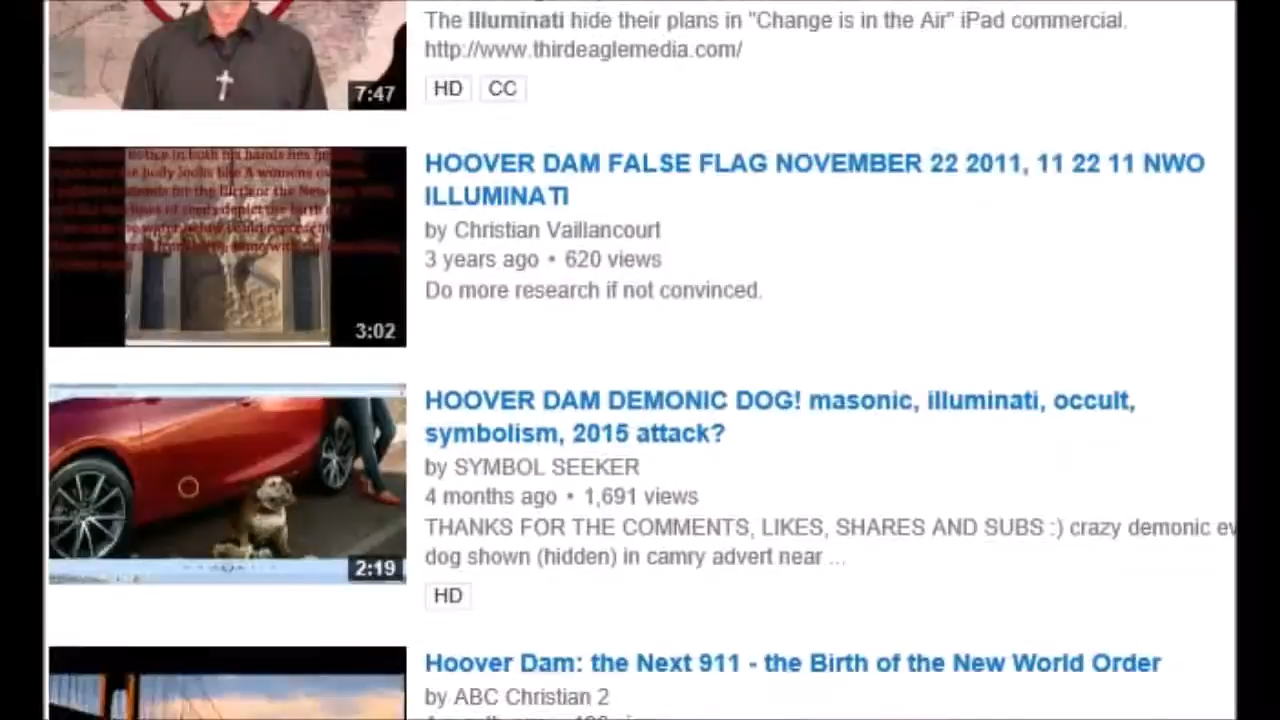 The Illuminati hide their plans in "Change is in the Air" iPad commercial.
http://www.thirdeaglemedia.com/
7:47
HD CC
HOOVER DAM FALSE FLAG NOVEMBER 22 2011, 11 22 11 NWO
ILLUMINATI
by Christian Vaillancourt
3 years ago • 620 views
Do more research if not convinced.
3:02
HOOVER DAM DEMONIC DOG! masonic, illuminati, occult,
symbolism, 2015 attack?
by SYMBOL SEEKER
4 months ago • 1,691 views
THANKS FOR THE COMMENTS, LIKES, SHARES AND SUBS :) crazy demonic ev
dog shown (hidden) in camry advert near ...
2:19
HD
Hoover Dam: the Next 911 - the Birth of the New World Order
by ABC Christian 2